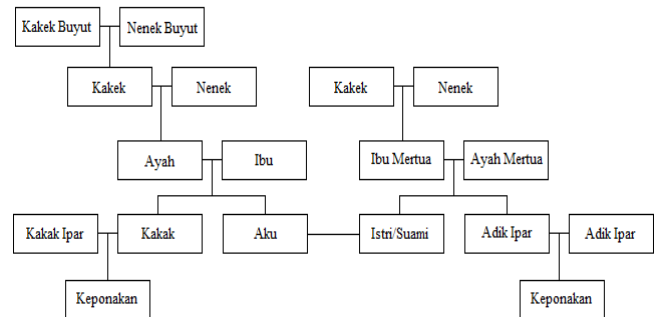 Kakek Buyut
Nenek Buyut
Kakek
Nenek
Kakek
Nenek
Ayah
Ibu
Ibu Mertua
Ayah Mertua
Kakak Ipar
Kakak
Aku
Istri/Suami
Adik Ipar
Adik Ipar
Keponakan
Keponakan